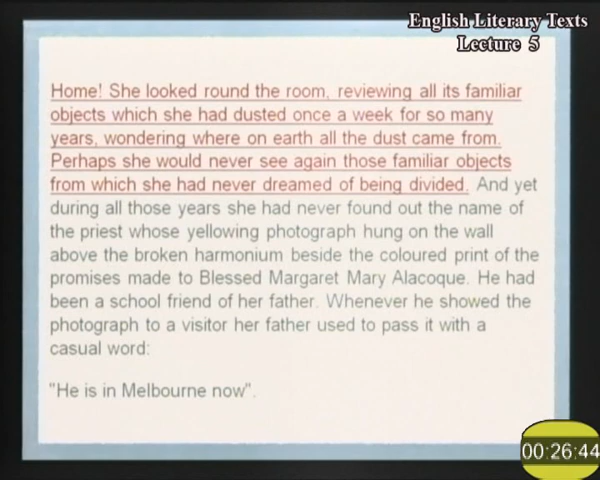 English Literary Texts
Lecture 5
Home! She looked round the room, reviewing all its familiar
objects which she had dusted once a week for so many
years, wondering where on earth all the dust came from.
Perhaps she would never see again those familiar objects
from which she had never dreamed of being divided. And yet
during all those years she had never found out the name of
the priest whose yellowing photograph hung on the wall
above the broken harmonium beside the coloured print of the
promises made to Blessed Margaret Mary Alacoque. He had
been a school friend of her father. Whenever he showed the
photograph to a visitor her father used to pass it with a
casual word:
"He is in Melbourne now".
00:26:44